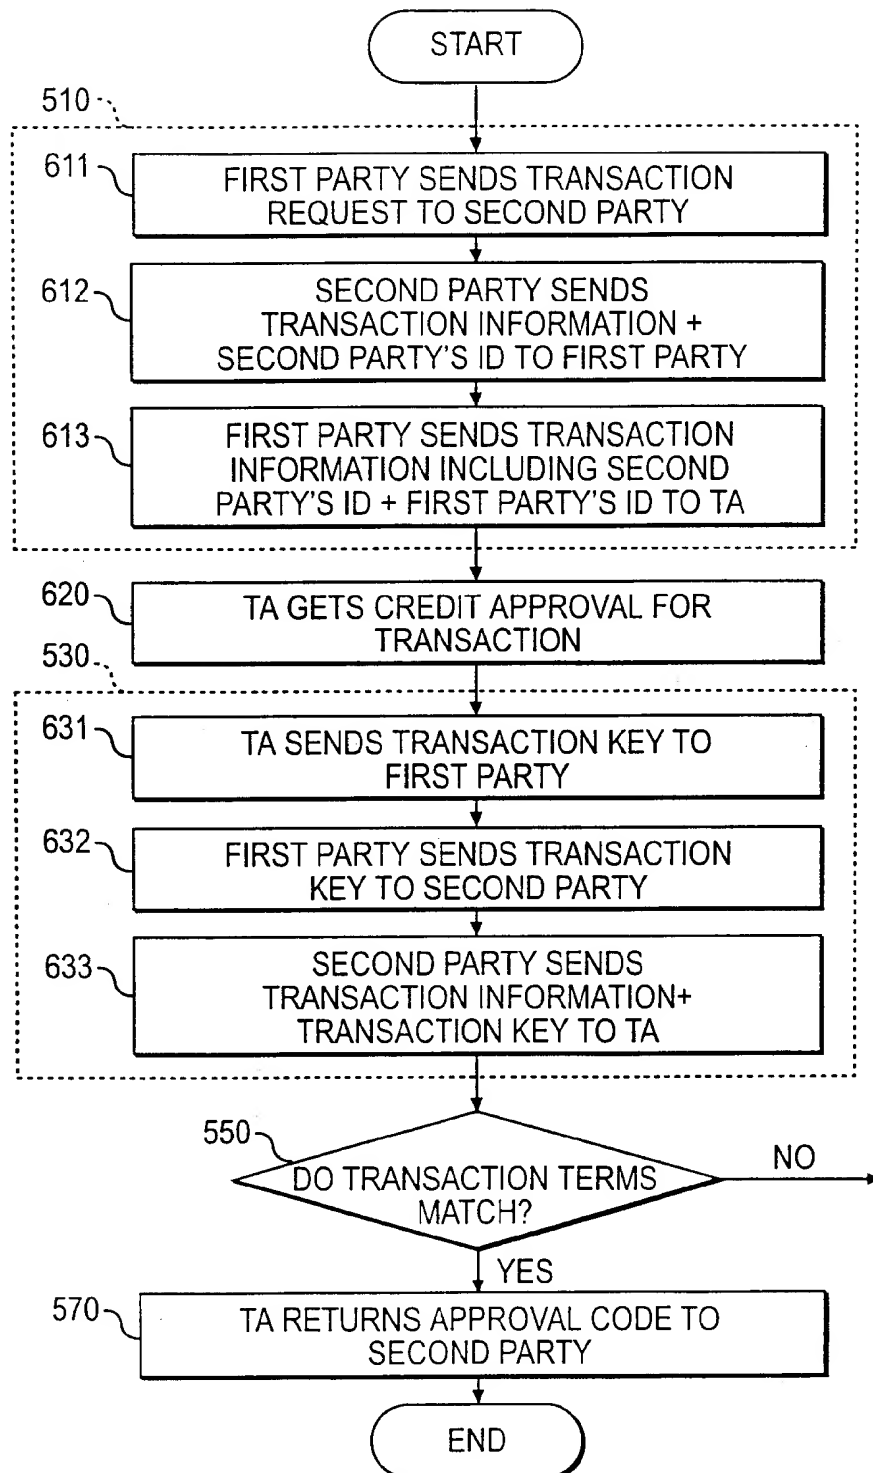 START
510
611
FIRST PARTY SENDS TRANSACTION
REQUEST TO SECOND PARTY
612
SECOND PARTY SENDS
TRANSACTION INFORMATION +
SECOND PARTY'S ID TO FIRST PARTY
613
FIRST PARTY SENDS TRANSACTION
INFORMATION INCLUDING SECOND
PARTY'S ID + FIRST PARTY'S ID TO TA
620
TA GETS CREDIT APPROVAL FOR
TRANSACTION
530
631
TA SENDS TRANSACTION KEY TO
FIRST PARTY
632
FIRST PARTY SENDS TRANSACTION
KEY TO SECOND PARTY
633
SECOND PARTY SENDS
TRANSACTION INFORMATION+
TRANSACTION KEY TO TA
550
DO TRANSACTION TERMS
MATCH?
NO
YES
570
TA RETURNS APPROVAL CODE TO
SECOND PARTY
END